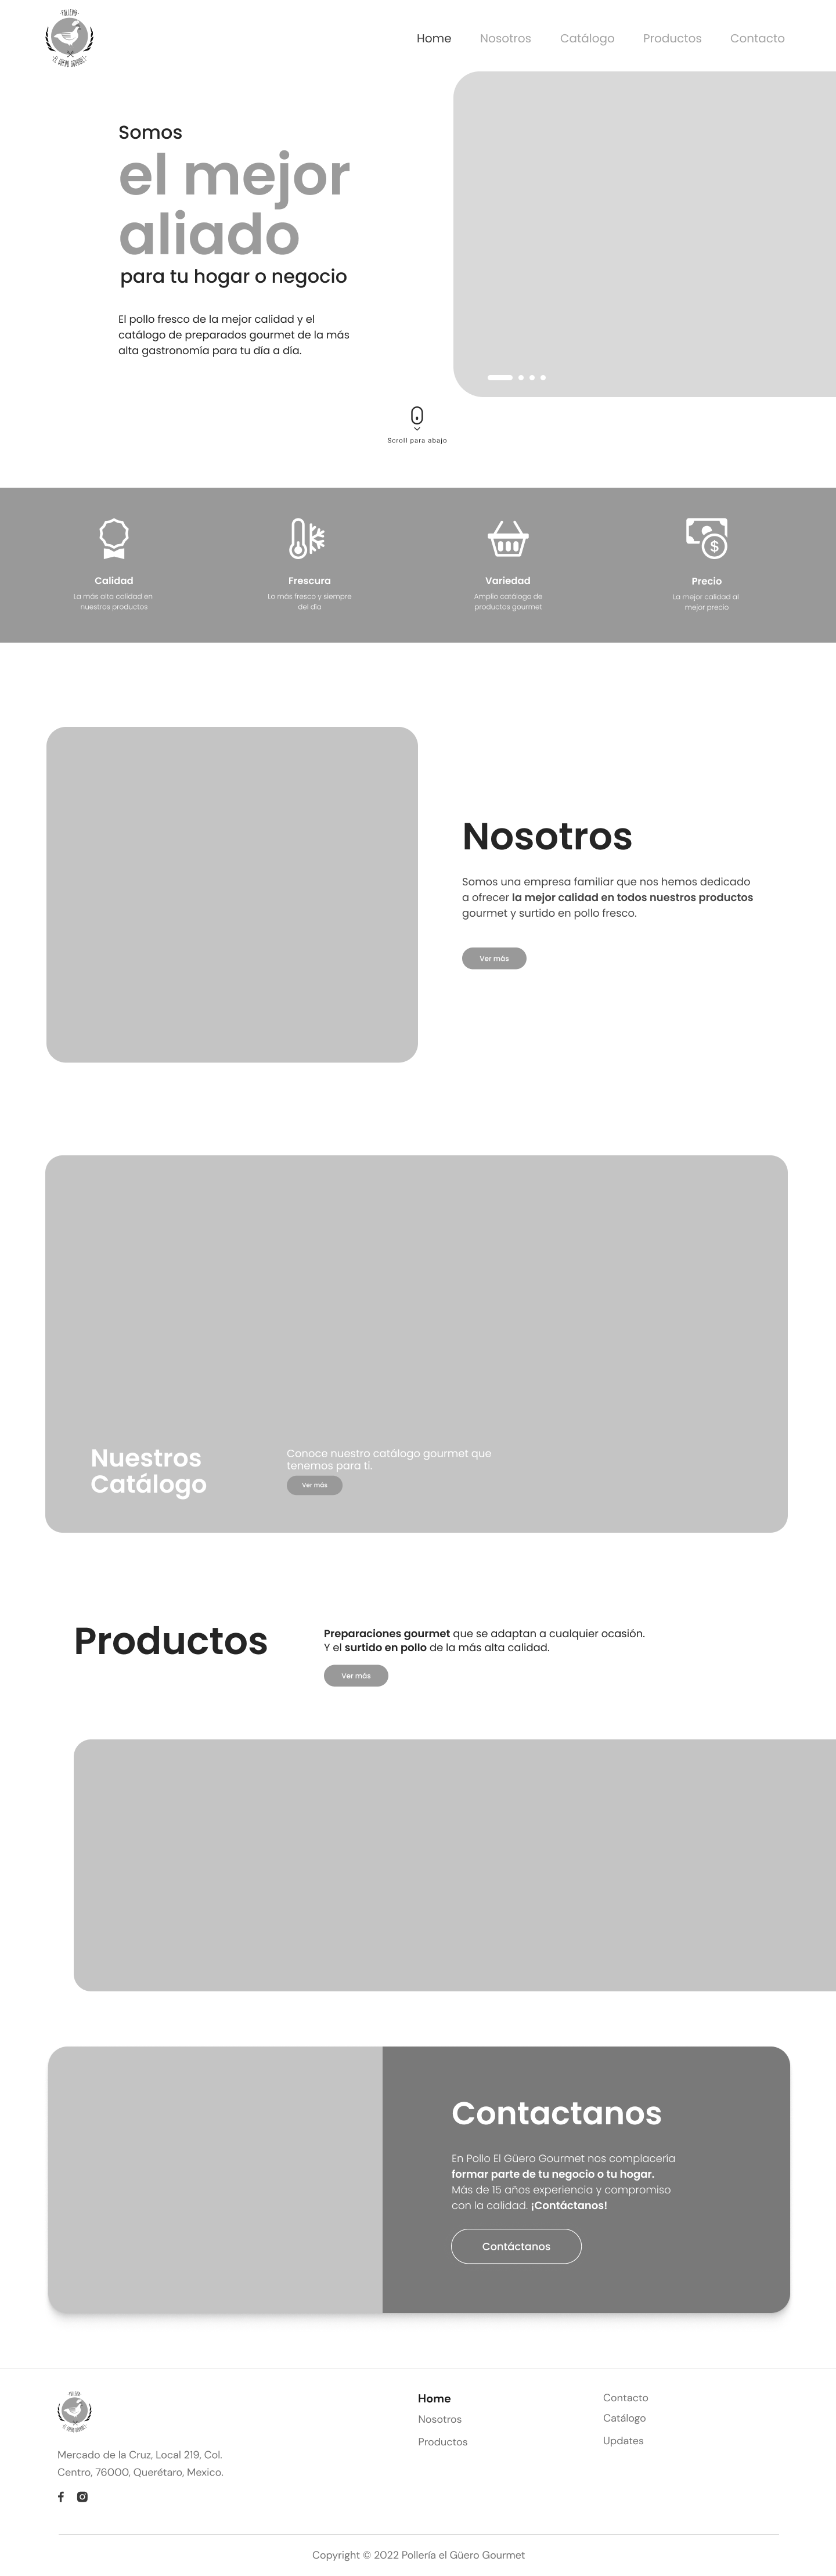 POLLERIA
EL GÜERO GOURMET
Home
Nosotros
Catálogo
Productos
Contacto
Somos
el mejor
aliado
para tu hogar o negocio
El pollo fresco de la mejor calidad y el
catálogo de preparados gourmet de la más
alta gastronomía para tu día a día.
Scroll para abajo
Calidad
La más alta calidad en
nuestros productos
Frescura
La más fresco y siempre
del día
Variedad
Amplio catálogo de
productos gourmet
$
Precio
La mejor calidad al
mejor precio
Nosotros
Somos una empresa familiar que nos hemos dedicado
a ofrecer la mejor calidad en todos nuestros productos
gourmet y surtido en pollo fresco.
Ver más
Nuestros
Catálogo
Conoce nuestro catálogo gourmet que
tenemos para ti.
Ver más
Productos
Preparaciones gourmet que se adaptan a cualquier ocasión.
Y el surtido en pollo de la más alta calidad.
Ver más
Contactanos
En Pollo El Güero Gourmet nos complacería
formar parte de tu negocio o tu hogar.
Más de 15 años experiencia y compromiso
con la calidad. ¡Contáctanos!
Contáctanos
POLLERIA
EL GÜERO GOURMET
Mercado de la Cruz, Local 219, Col.
Centro, 76000, Querétaro, Mexico.
Home
Nosotros
Productos
Contacto
Catálogo
Updates
Copyright © 2022 Pollería el Güero Gourmet